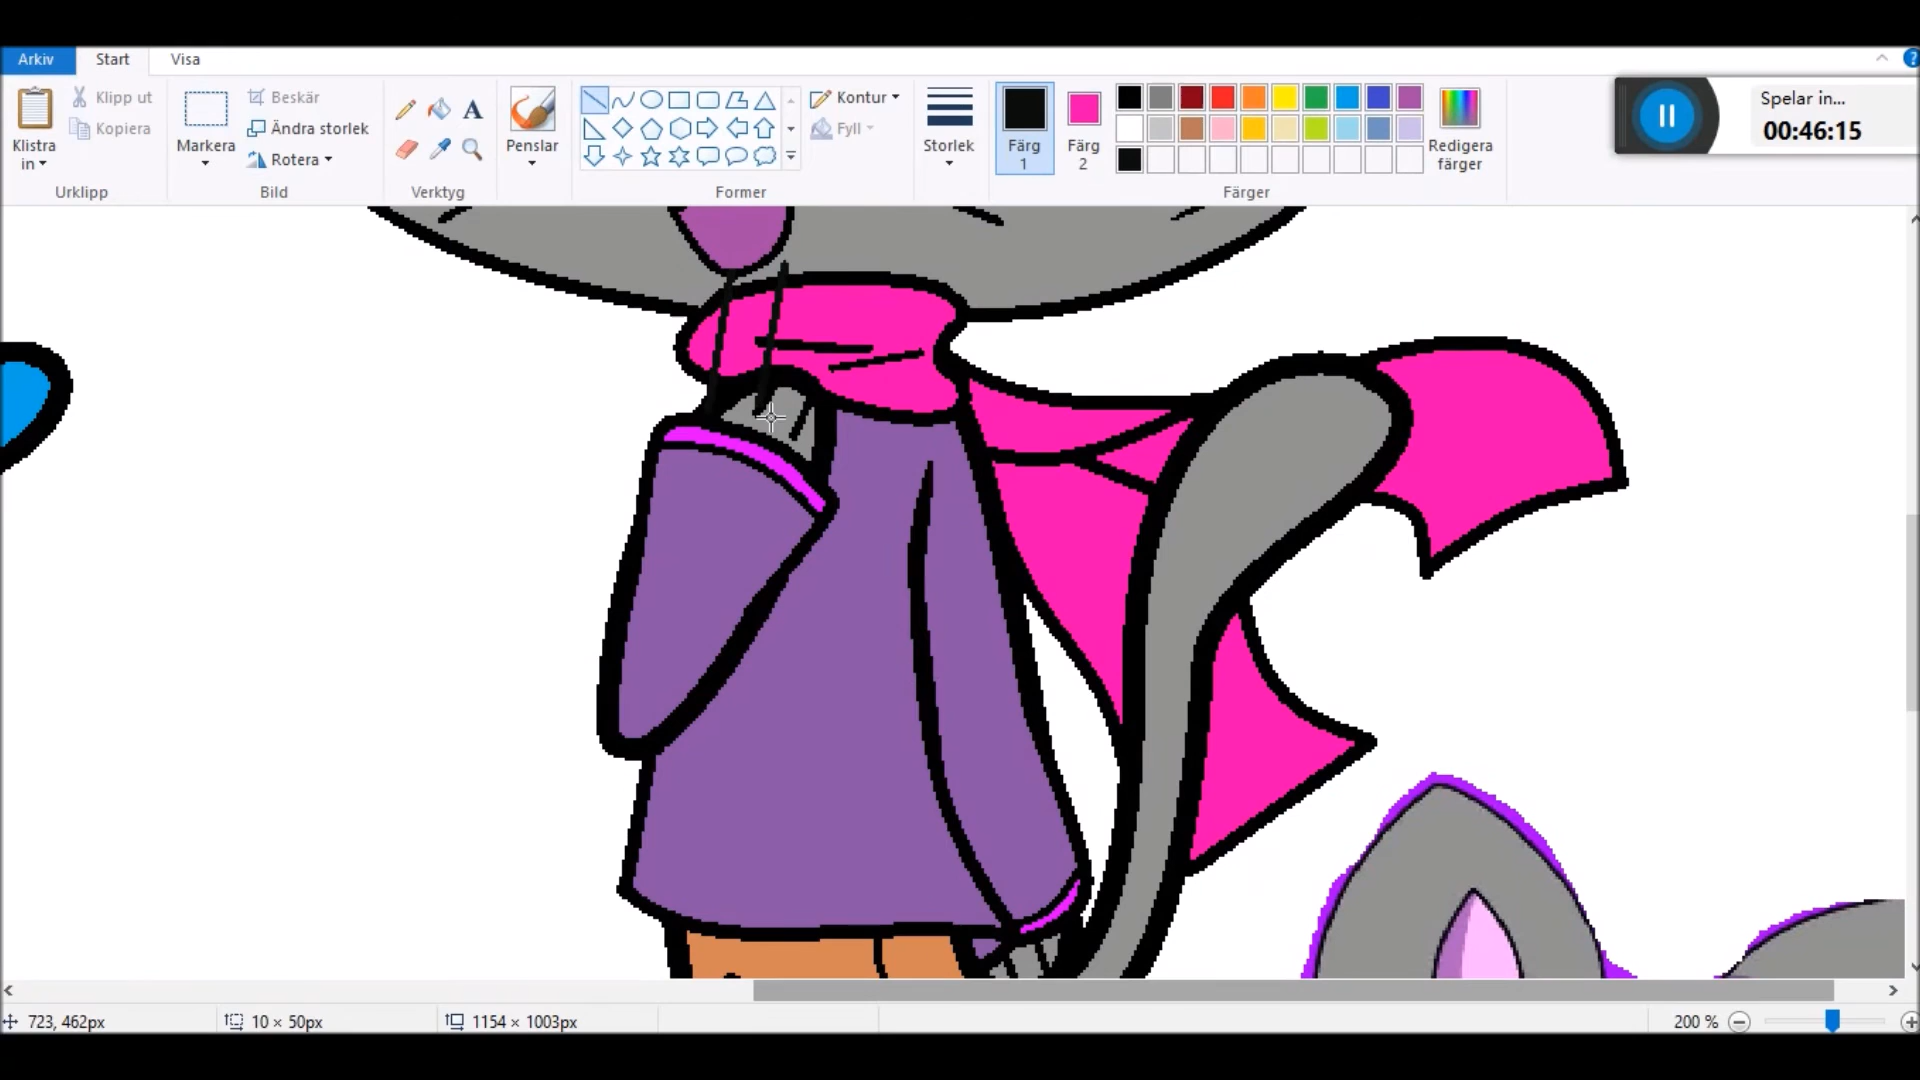 Arkiv Start Visa
Klipp ut
Kopiera
Klistra
in
Urklipp
Markera
Beskär
Ändra storlek
Rotera
Bild
A
Verktyg
Penslar
Kontur
Fyll
Former
Storlek
Färg
1
Färg
2
Redigera
färger
Färger
?
Spelar in...
00:46:15
723, 462px
10 × 50px
1154 × 1003px
200 %